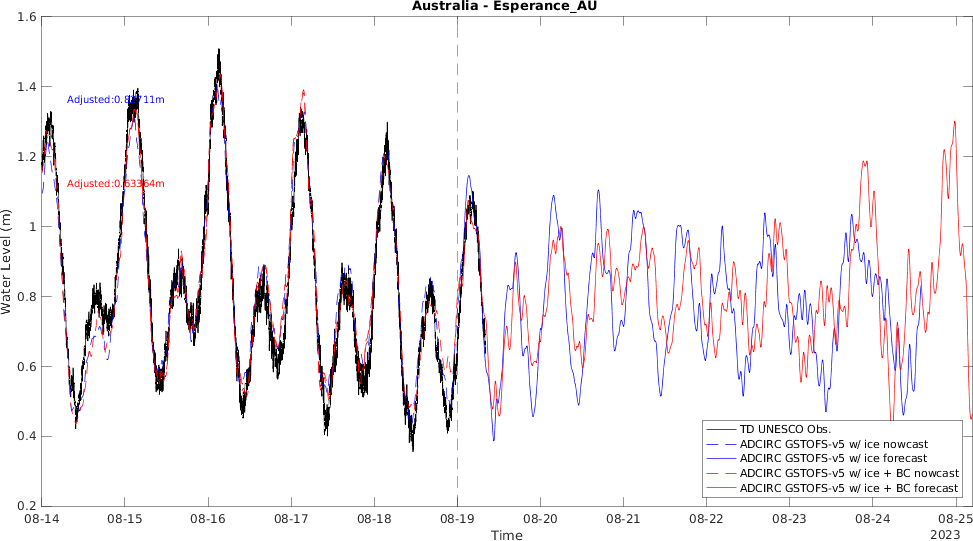 Australia - Esperance_AU
1.6
1.4
1.2
1
0.8
0.6
0.4
0.2
Water Level (m)
Adjusted:0.63364m
TD UNESCO Obs.
ADCIRC GSTOFS-v5 w/ ice nowcast
ADCIRC GSTOFS-v5 w/ ice forecast
ADCIRC GSTOFS-v5 w/ ice + BC nowcast
ADCIRC GSTOFS-v5 w/ ice + BC forecast
08-14 08-15 08-16 08-17 08-18 08-19 08-20 08-21 08-22 08-23 08-24 08-25
Time
2023